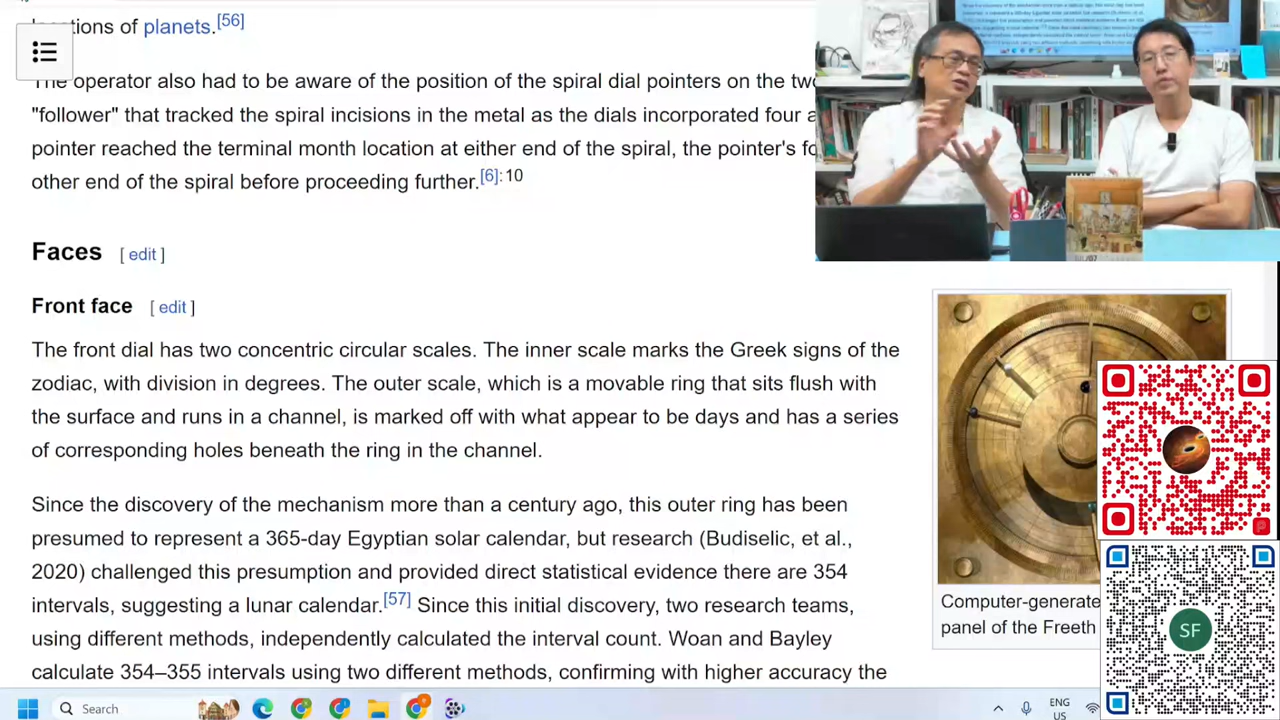 tions of planets.[56]
The operator also had to be aware of the position of the spiral dial pointers on the two
"follower" that tracked the spiral incisions in the metal as the dials incorporated four
pointer reached the terminal month location at either end of the spiral, the pointer's
other end of the spiral before proceeding further.[6]:10
Faces [ edit ]
Front face [ edit ]
The front dial has two concentric circular scales. The inner scale marks the Greek signs of the
zodiac, with division in degrees. The outer scale, which is a movable ring that sits flush with
the surface and runs in a channel, is marked off with what appear to be days and has a series
of corresponding holes beneath the ring in the channel.
Since the discovery of the mechanism more than a century ago, this outer ring has been
presumed to represent a 365-day Egyptian solar calendar, but research (Budiselic, et al.,
2020) challenged this presumption and provided direct statistical evidence there are 354
intervals, suggesting a lunar calendar.[57] Since this initial discovery, two research teams,
using different methods, independently calculated the interval count. Woan and Bayley
calculate 354–355 intervals using two different methods, confirming with higher accuracy the
Computer-generate
panel of the Freeth
SF
Search
ENG
US